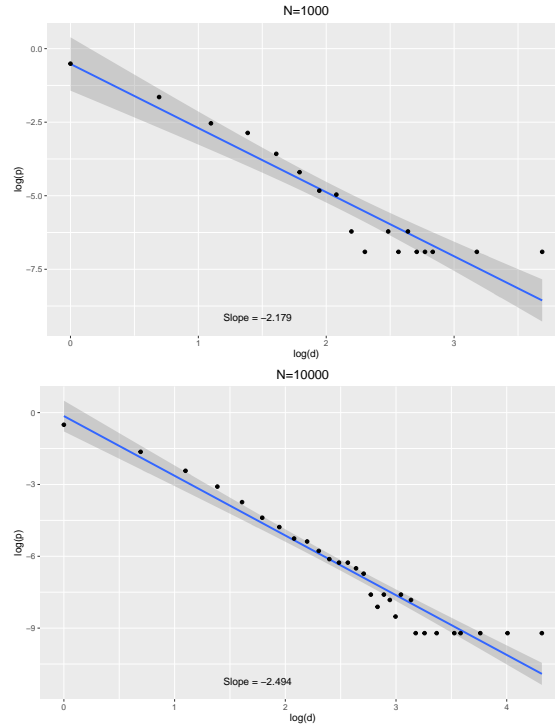 N=1000
0.0
−2.5
−5.0
−7.5
log(p)
Slope = −2.179
0 1 2 3
log(d)
N=10000
0
−3
−6
−9
log(p)
Slope = −2.494
0 1 2 3 4
log(d)